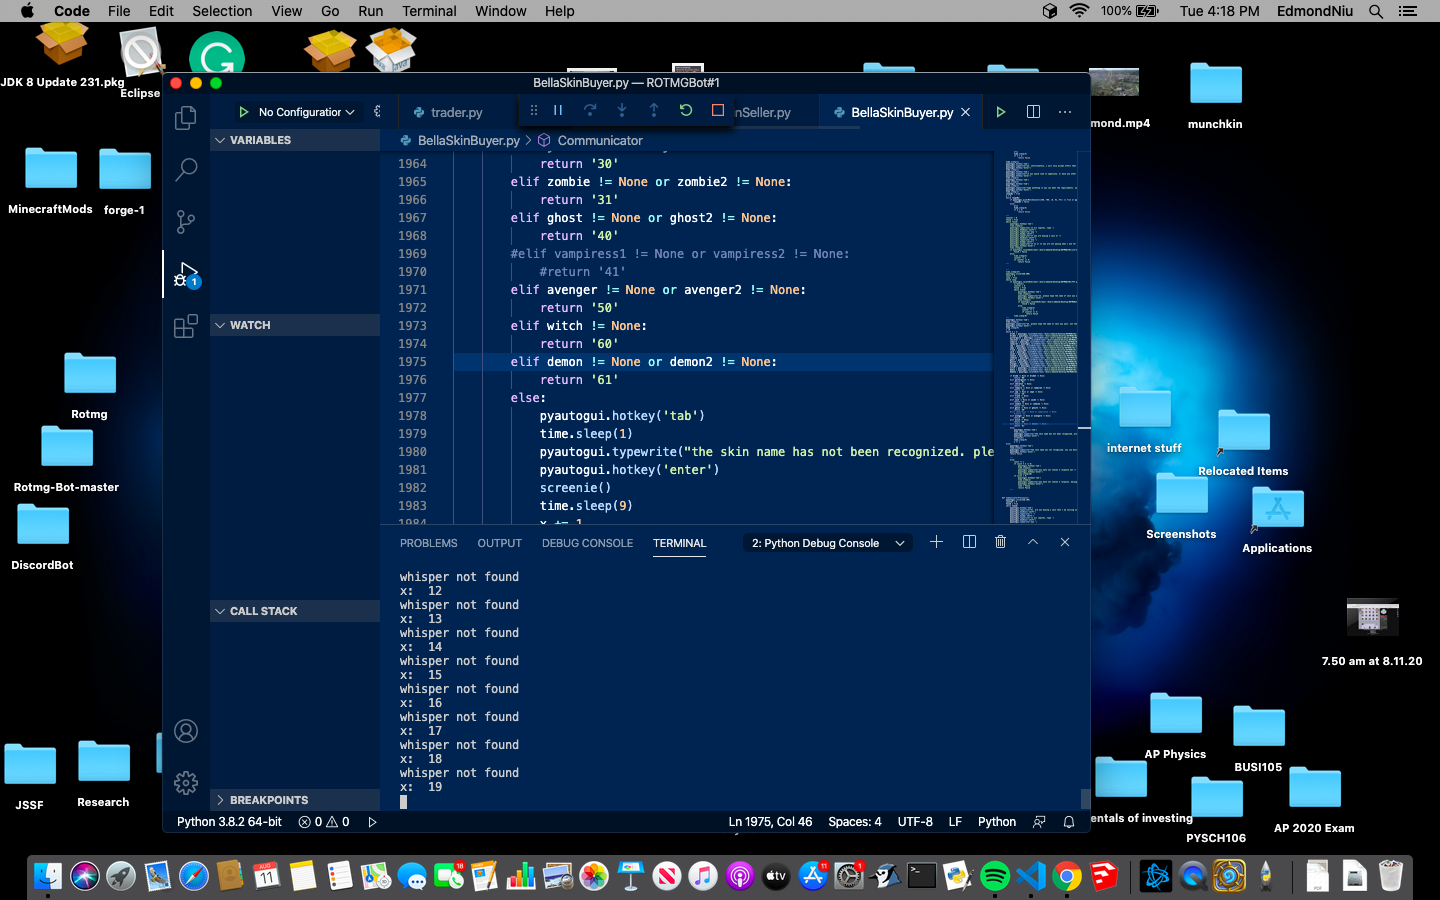 Code File Edit Selection View Go Run Terminal Window Help 100% Tue 4:18 PM EdmondNiu
JDK 8 Update 231.pkg
Eclipse
BellaSkinBuyer.py — ROTMGBot#1
No Configuration
trader.py
nSeller.py
BellaSkinBuyer.py
mond.mp4
munchkin
VARIABLES
BellaSkinBuyer.py > Communicator
1964 return '30'
1965 elif zombie != None or zombie2 != None:
1966 return '31'
1967 elif ghost != None or ghost2 != None:
1968 return '40'
1969 #elif vampiress1 != None or vampiress2 != None:
1970 #return '41'
1971 elif avenger != None or avenger2 != None:
1972 return '50'
1973 elif witch != None:
1974 return '60'
1975 elif demon != None or demon2 != None:
1976 return '61'
1977 else:
1978 pyautogui.hotkey('tab')
1979 time.sleep(1)
1980 pyautogui.typewrite("the skin name has not been recognized. ple
1981 pyautogui.hotkey('enter')
1982 screenie()
1983 time.sleep(9)
1984 x += 1
MinecraftMods
forge-1
WATCH
1
Rotmg
Rotmg-Bot-master
DiscordBot
internet stuff
Relocated Items
Screenshots
Applications
PROBLEMS OUTPUT DEBUG CONSOLE TERMINAL 2: Python Debug Console
whisper not found
x: 12
whisper not found
x: 13
whisper not found
x: 14
whisper not found
x: 15
whisper not found
x: 16
whisper not found
x: 17
whisper not found
x: 18
whisper not found
x: 19
CALL STACK
BREAKPOINTS
7.50 am at 8.11.20
AP Physics
BUSI105
entals of investing
PYSCH106
AP 2020 Exam
JSSF
Research
Python 3.8.2 64-bit 0 0 Ln 1975, Col 46 Spaces: 4 UTF-8 LF Python
AUG
11
18
tv
11
1
PDF